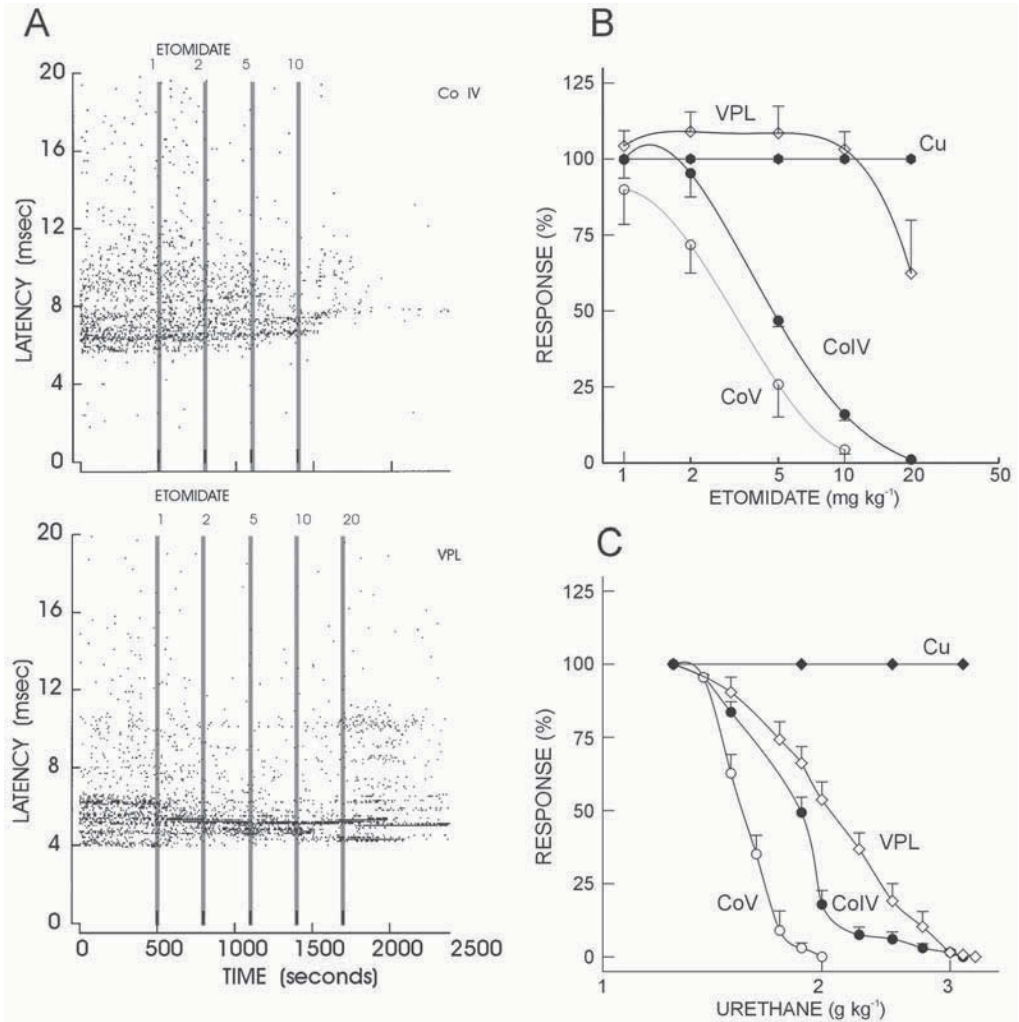 A
ETOMIDATE
1 2 5 10
20
16
12
8
4
0
LATENCY (msec)
Co IV
ETOMIDATE
1 2 5 10 20
20
16
12
8
4
0
LATENCY (msec)
VPL
0 500 1000 1500 2000 2500
TIME (seconds)
B
125
100
75
50
25
0
RESPONSE (%)
VPL
Cu
CoIV
CoV
1 2 5 10 20 50
ETOMIDATE (mg kg⁻¹)
C
125
100
75
50
25
0
RESPONSE (%)
Cu
VPL
CoV
CoIV
1 2 3
URETHANE (g kg⁻¹)